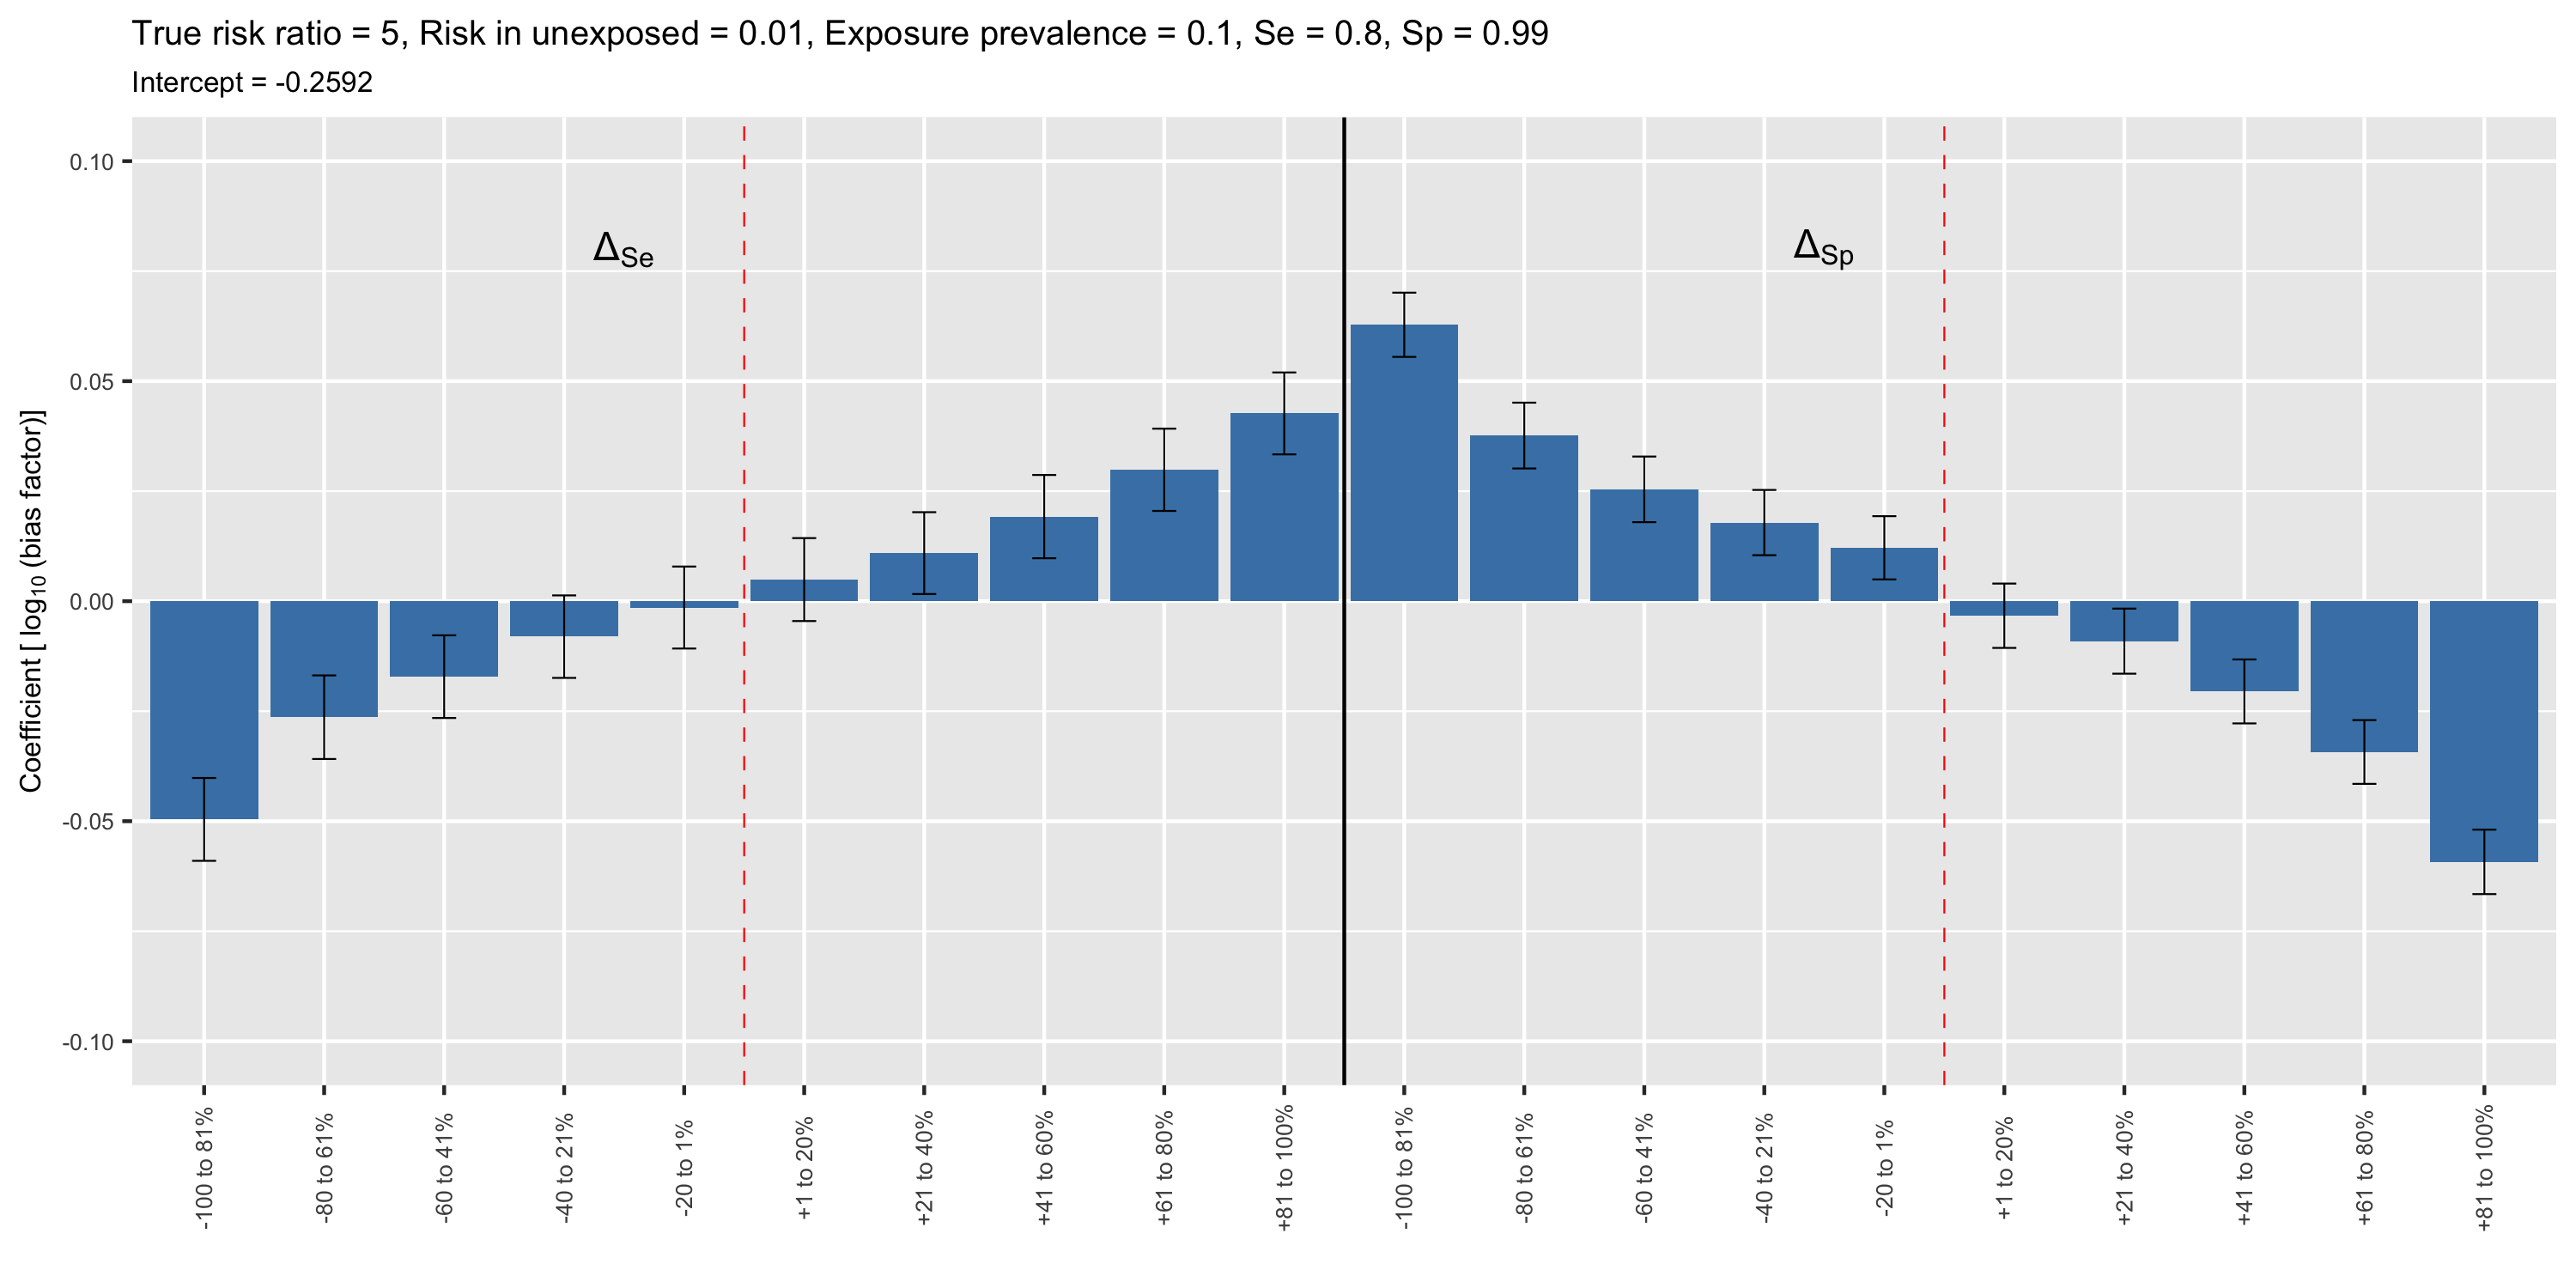 True risk ratio = 5, Risk in unexposed = 0.01, Exposure prevalence = 0.1, Se = 0.8, Sp = 0.99
Intercept = -0.2592
Coefficient [ log₁₀ (bias factor)]
0.10
0.05
0.00
-0.05
-0.10
Δ_Se
Δ_Sp
-100 to 81%
-80 to 61%
-60 to 41%
-40 to 21%
-20 to 1%
+1 to 20%
+21 to 40%
+41 to 60%
+61 to 80%
+81 to 100%
-100 to 81%
-80 to 61%
-60 to 41%
-40 to 21%
-20 to 1%
+1 to 20%
+21 to 40%
+41 to 60%
+61 to 80%
+81 to 100%